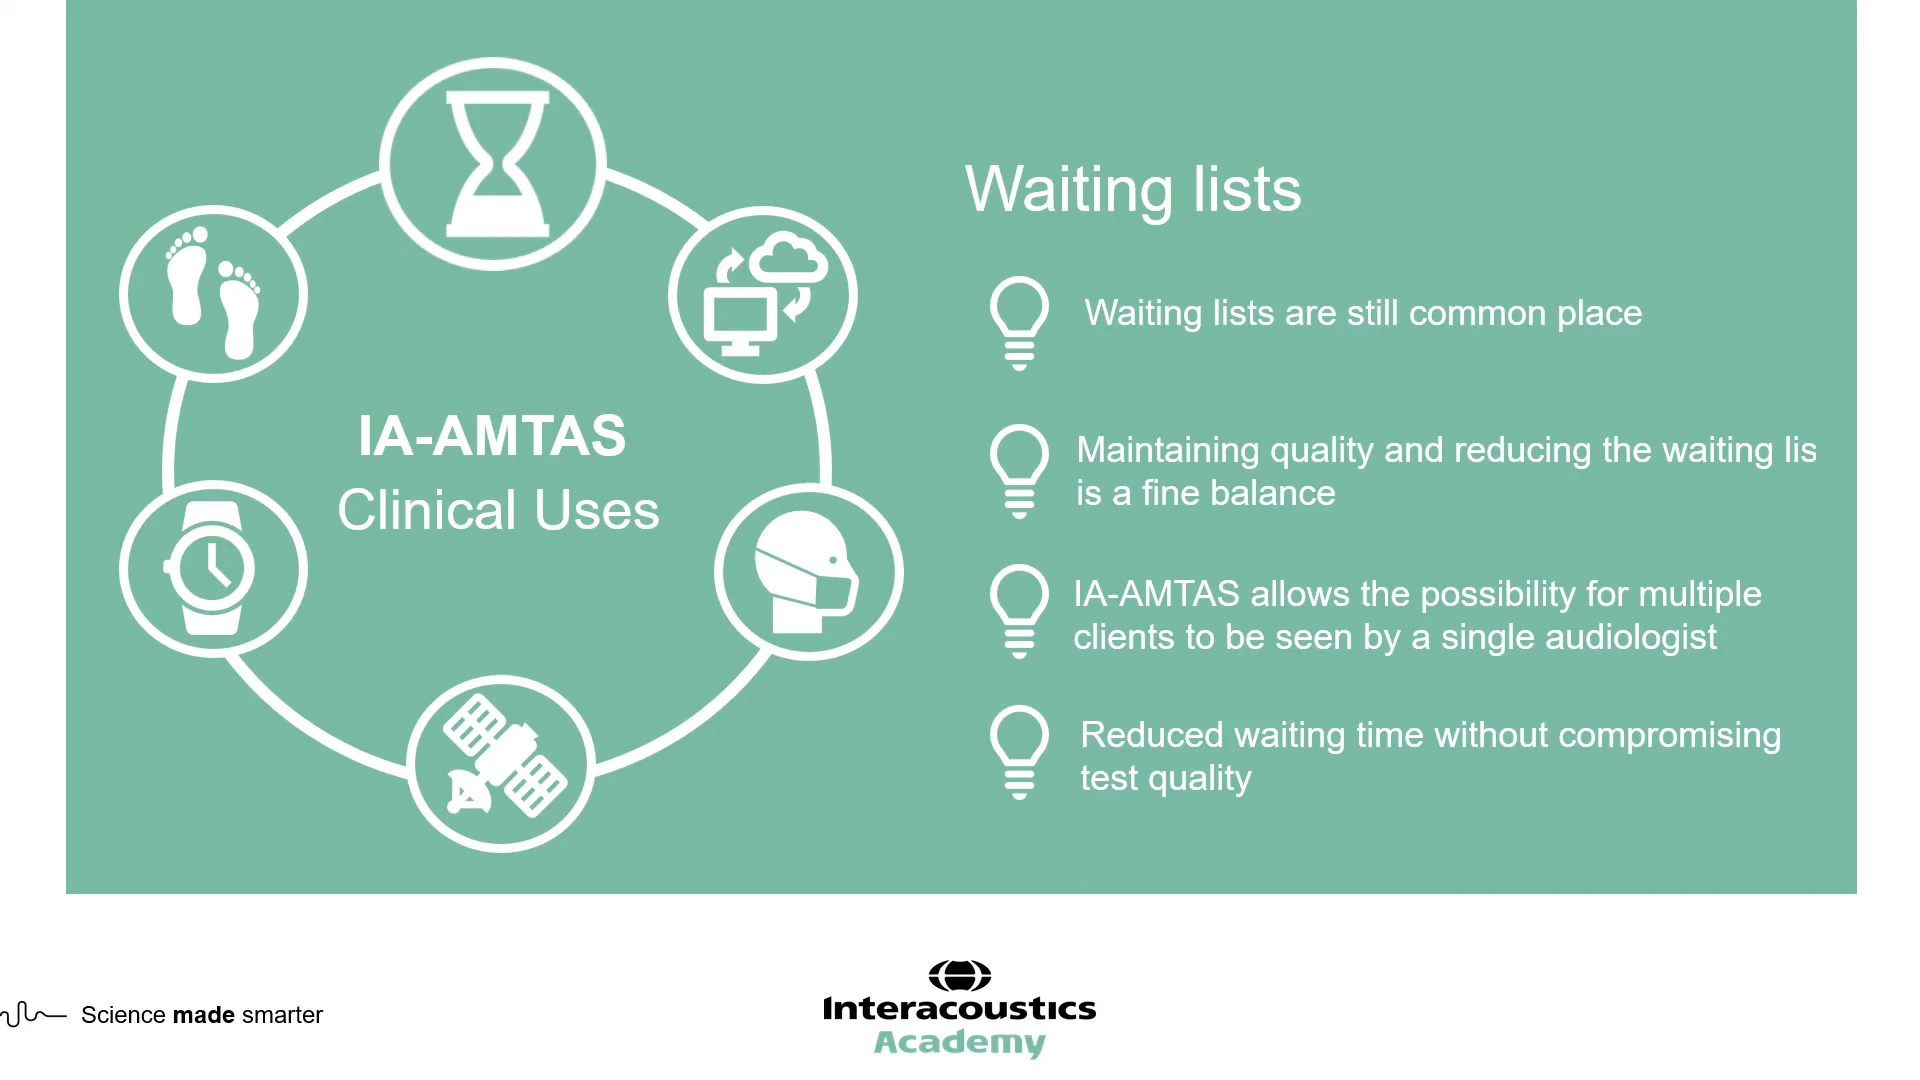 IA-AMTAS
Clinical Uses
Waiting lists
Waiting lists are still common place
Maintaining quality and reducing the waiting lis
is a fine balance
IA-AMTAS allows the possibility for multiple
clients to be seen by a single audiologist
Reduced waiting time without compromising
test quality
Science made smarter
Interacoustics
Academy